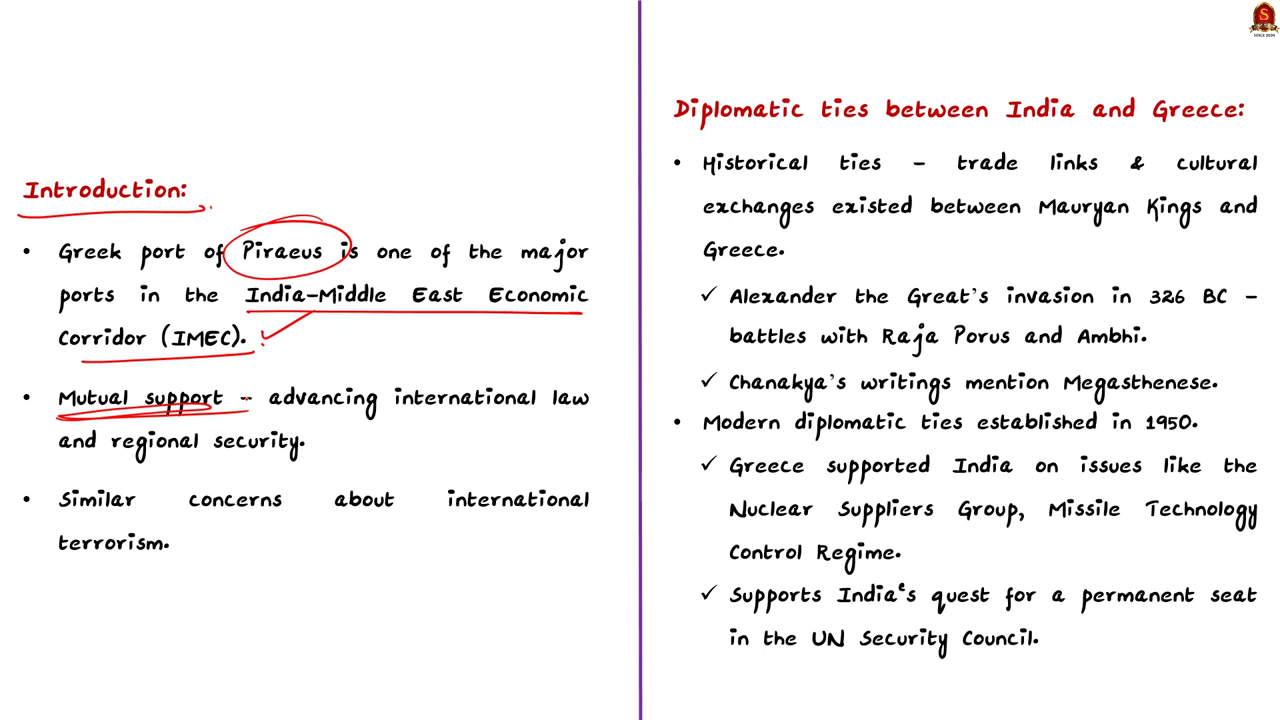 Introduction:
• Greek port of Piraeus is one of the major
ports in the India-Middle East Economic
Corridor (IMEC).
• Mutual support - advancing international law
and regional security.
• Similar concerns about international
terrorism.
S
SINCE 2004
Diplomatic ties between India and Greece:
• Historical ties – trade links & cultural
exchanges existed between Mauryan Kings and
Greece.
✓ Alexander the Great's invasion in 326 BC –
battles with Raja Porus and Ambhi.
✓ Chanakya's writings mention Megasthenese.
• Modern diplomatic ties established in 1950.
✓ Greece supported India on issues like the
Nuclear Suppliers Group, Missile Technology
Control Regime.
✓ Supports India‘s quest for a permanent seat
in the UN Security Council.